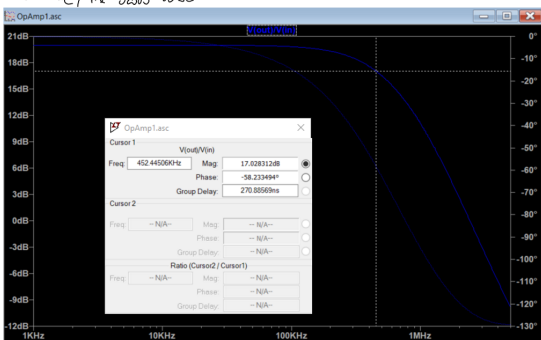 OpAmp1.asc
V(out)/V(in)
21dB
18dB
15dB
12dB
9dB
6dB
3dB
0dB
-3dB
-6dB
-9dB
-12dB
0°
-10°
-20°
-30°
-40°
-50°
-60°
-70°
-80°
-90°
-100°
-110°
-120°
-130°
1KHz 10KHz 100KHz 1MHz
OpAmp1.asc
Cursor 1
V(out)/V(in)
Freq: 452.44506KHz Mag: 17.028312dB
Phase: -58.233494°
Group Delay: 270.88569ns
Cursor 2
Freq: -- N/A-- Mag: -- N/A--
Phase: -- N/A--
Group Delay: -- N/A--
Ratio (Cursor2 / Cursor1)
Freq: -- N/A-- Mag: -- N/A--
Phase: -- N/A--
Group Delay: -- N/A--